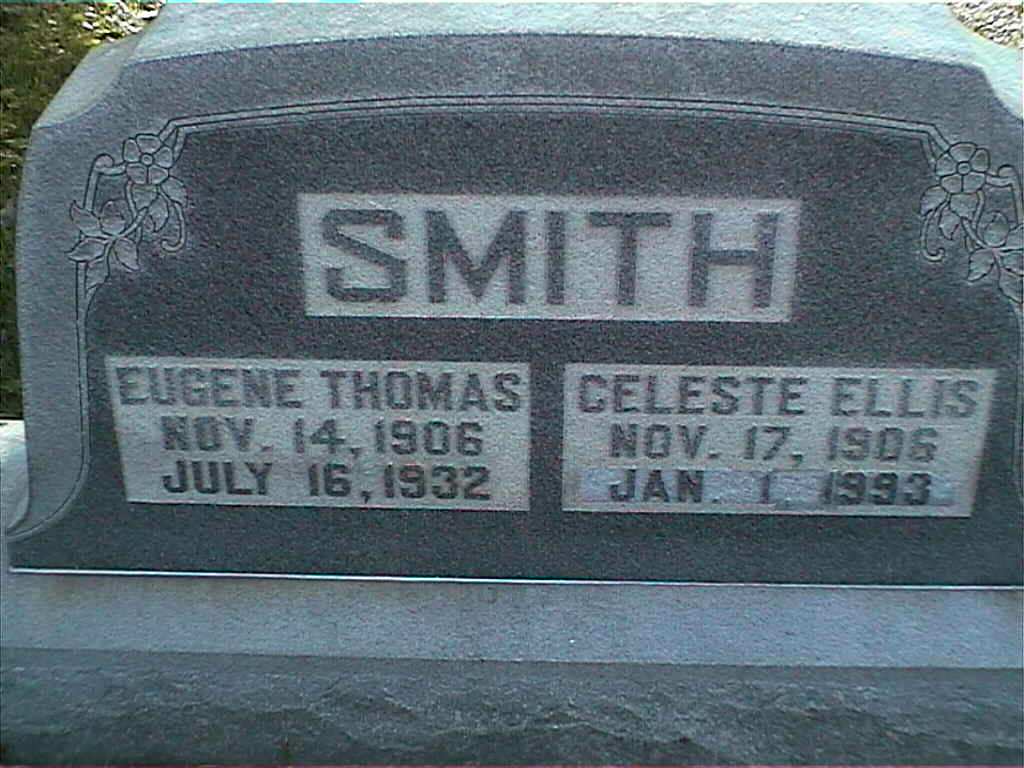 SMITH
EUGENE THOMAS
NOV. 14, 1906
JULY 16, 1932
CELESTE ELLIS
NOV. 17, 1906
JAN. 1, 1993